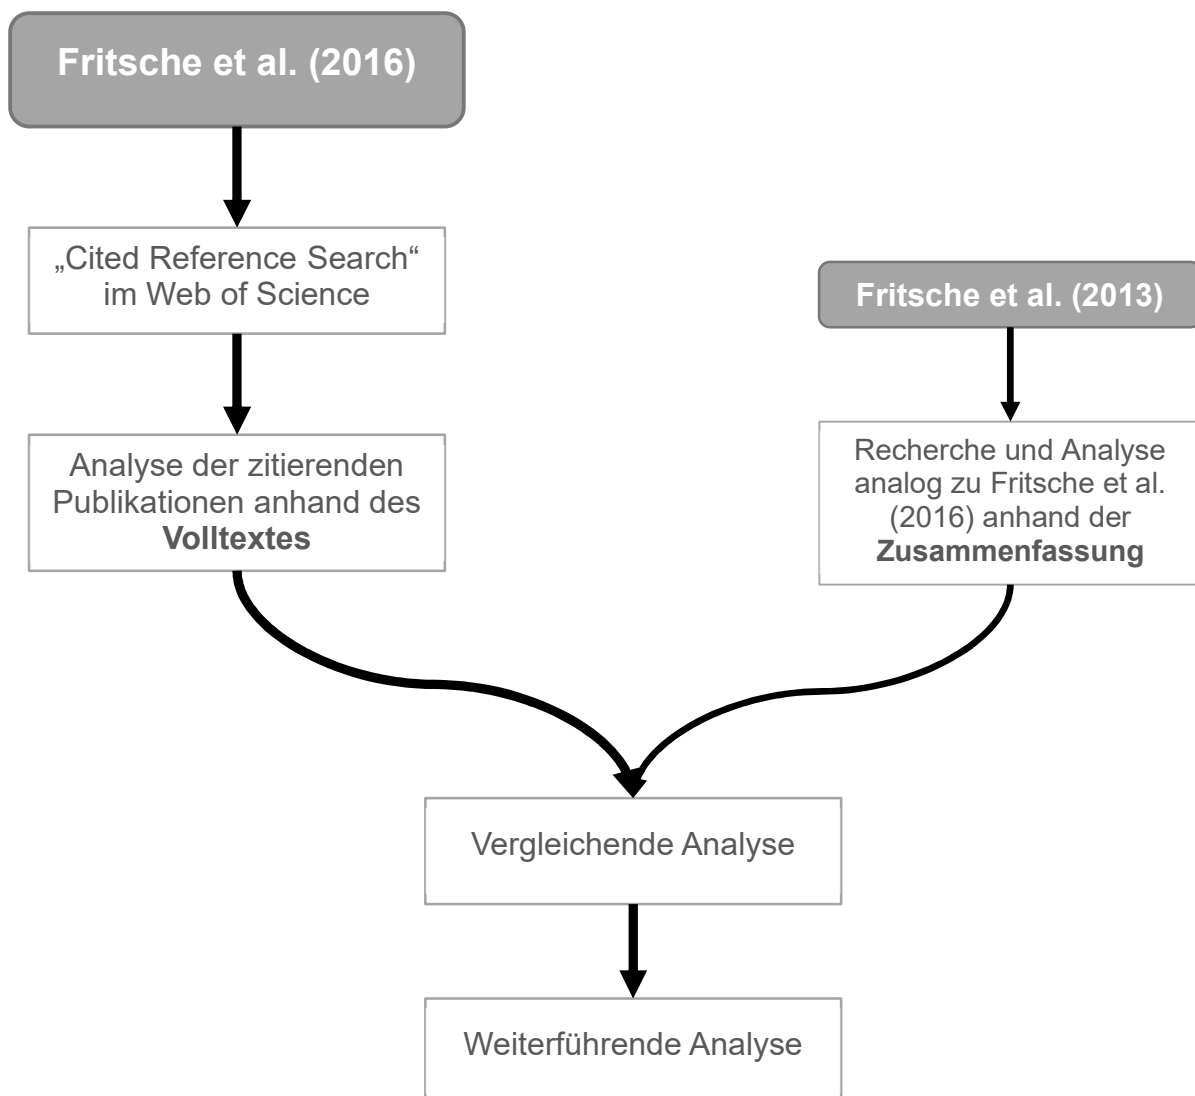 Fritsche et al. (2016)
„Cited Reference Search“
im Web of Science
Analyse der zitierenden
Publikationen anhand des
Volltextes
Fritsche et al. (2013)
Recherche und Analyse
analog zu Fritsche et al.
(2016) anhand der
Zusammenfassung
Vergleichende Analyse
Weiterführende Analyse